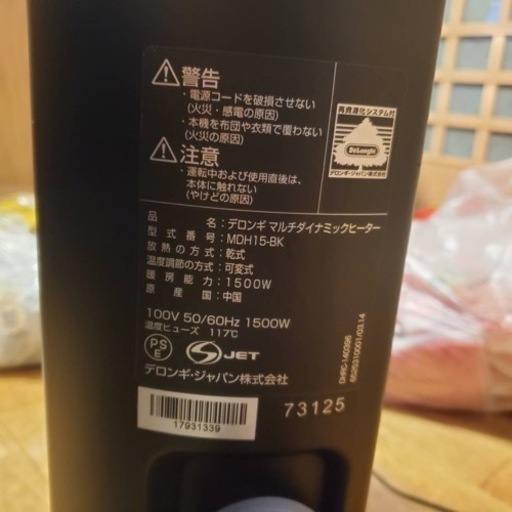 警告
・電源コードを破損させない
(火災・感電の原因)
・本機を布団や衣類で覆わない
(火災の原因)
注意
・運転中および使用直後は、
本体に触れない
(やけどの原因)
再資源化システム付
DeLonghi
デロンギ・ジャパン株式会社
品名：デロンギ マルチダイナミックヒーター
型式番号：MDH15-BK
放熱の方式：乾式
温度調節の方式：可変式
暖房能力：1500W
原産国：中国
100V 50/60Hz 1500W
温度ヒューズ 117℃
PSE
JET
デロンギ・ジャパン株式会社
17931339
73125
DHRC-140396
6525310001/03.14